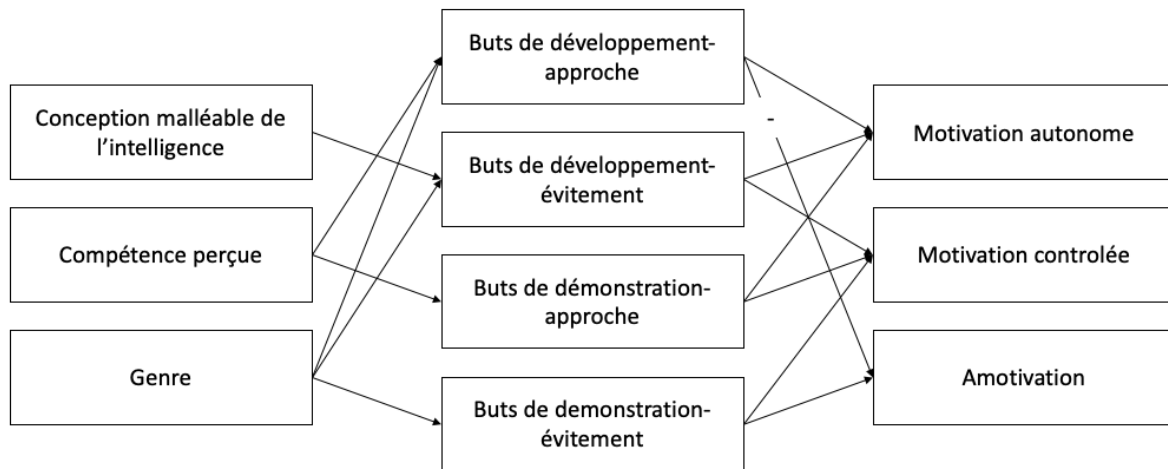 Conception malléable de
l'intelligence
Compétence perçue
Genre
Buts de développement-
approche
Buts de développement-
évitement
Buts de démonstration-
approche
Buts de demonstration-
évitement
-
Motivation autonome
Motivation controlée
Amotivation